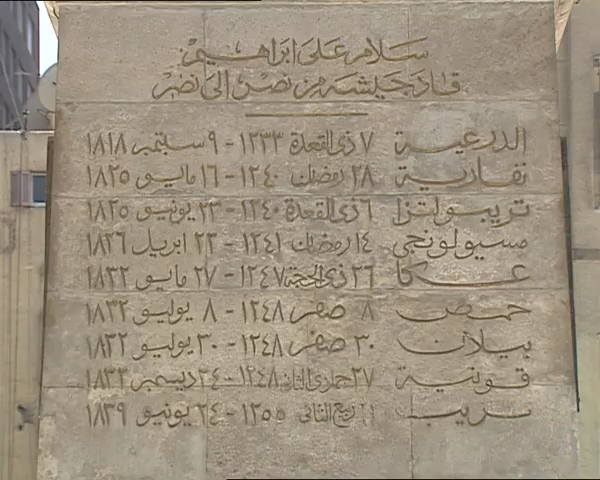 سلام على ابراهيم
قاد جيشه من نصر الى نصر
الدرعية ٧ ذى القعدة ١٢٣٣ - ٩ سبتمبر ١٨١٨
نفارية ٢٨ رمضان ١٢٤٠ - ١٦ مايو ١٨٢٥
تريبولتزا ٦ ذى القعدة ١٢٤٠ - ٢٣ يونيو ١٨٢٥
مسيولونجى ١٤ رمضان ١٢٤١ - ٢٢ ابريل ١٨٢٦
عكا ٢٦ ذى الحجة ١٢٤٧ - ٢٧ مايو ١٨٣٢
حمص ٨ صفر ١٢٤٨ - ٨ يوليو ١٨٣٢
بيلان ٣٠ صفر ١٢٤٨ - ٣٠ يوليو ١٨٣٢
قونية ٢٧ جمادى الثانى ١٢٤٨ - ٢٤ ديسمبر ١٨٣٢
نزيب ١١ ربيع الثانى ١٢٥٥ - ٢٤ يونيو ١٨٣٩